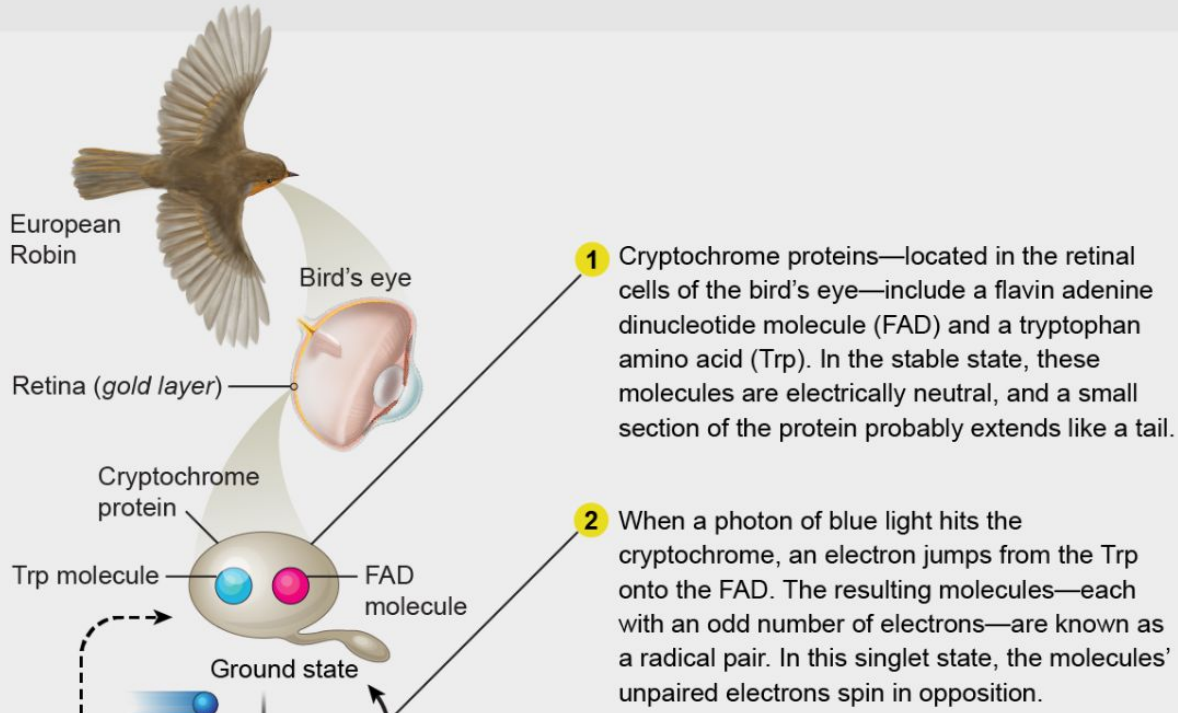 European
Robin
Bird’s eye
Retina (gold layer)
Cryptochrome
protein
Trp molecule
FAD
molecule
Ground state
1
Cryptochrome proteins—located in the retinal
cells of the bird’s eye—include a flavin adenine
dinucleotide molecule (FAD) and a tryptophan
amino acid (Trp). In the stable state, these
molecules are electrically neutral, and a small
section of the protein probably extends like a tail.
2
When a photon of blue light hits the
cryptochrome, an electron jumps from the Trp
onto the FAD. The resulting molecules—each
with an odd number of electrons—are known as
a radical pair. In this singlet state, the molecules’
unpaired electrons spin in opposition.